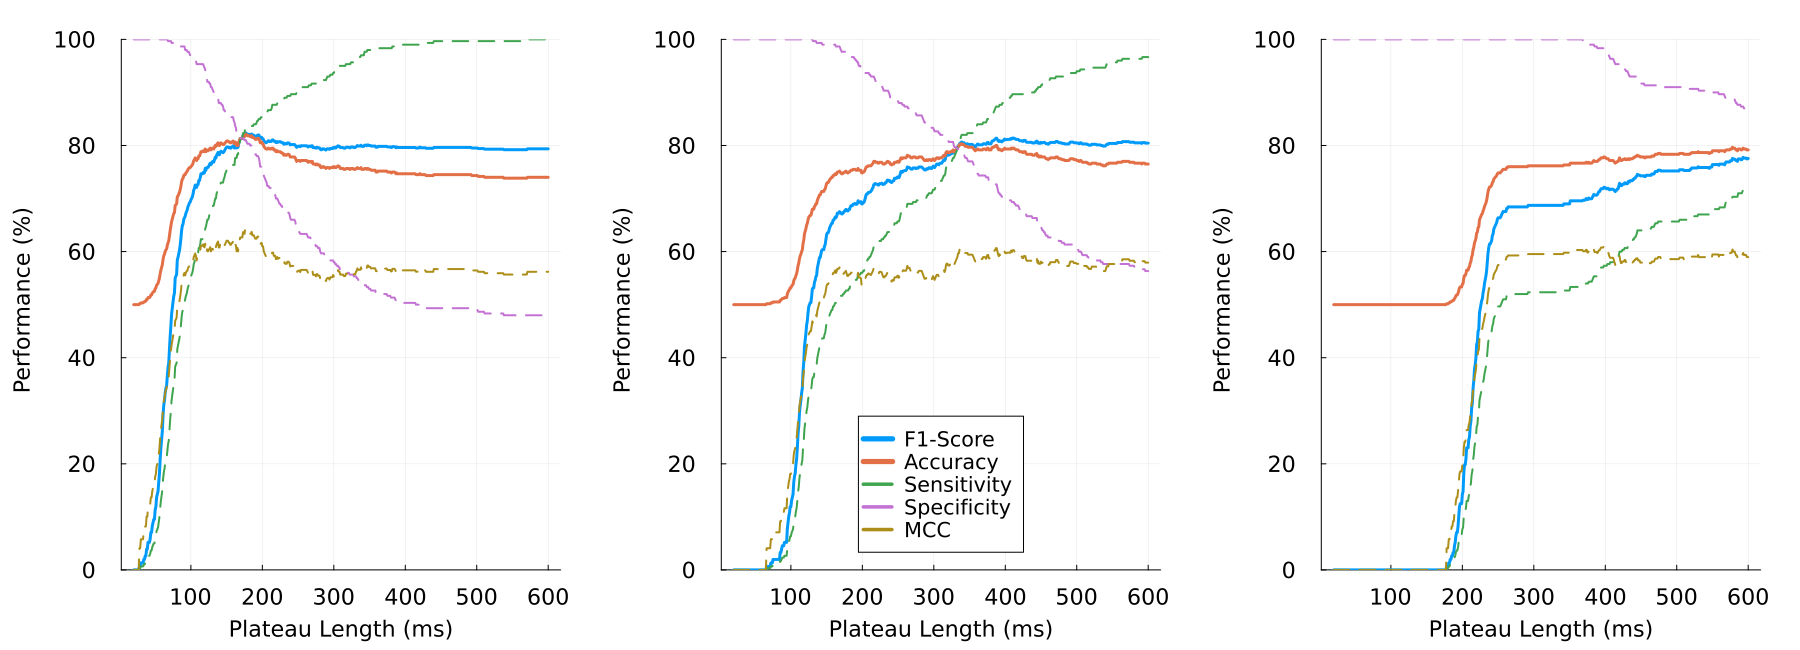 Performance (%)
100
80
60
40
20
0
100 200 300 400 500 600
Plateau Length (ms)
Performance (%)
100
80
60
40
20
0
F1-Score
Accuracy
Sensitivity
Specificity
MCC
100 200 300 400 500 600
Plateau Length (ms)
Performance (%)
100
80
60
40
20
0
100 200 300 400 500 600
Plateau Length (ms)